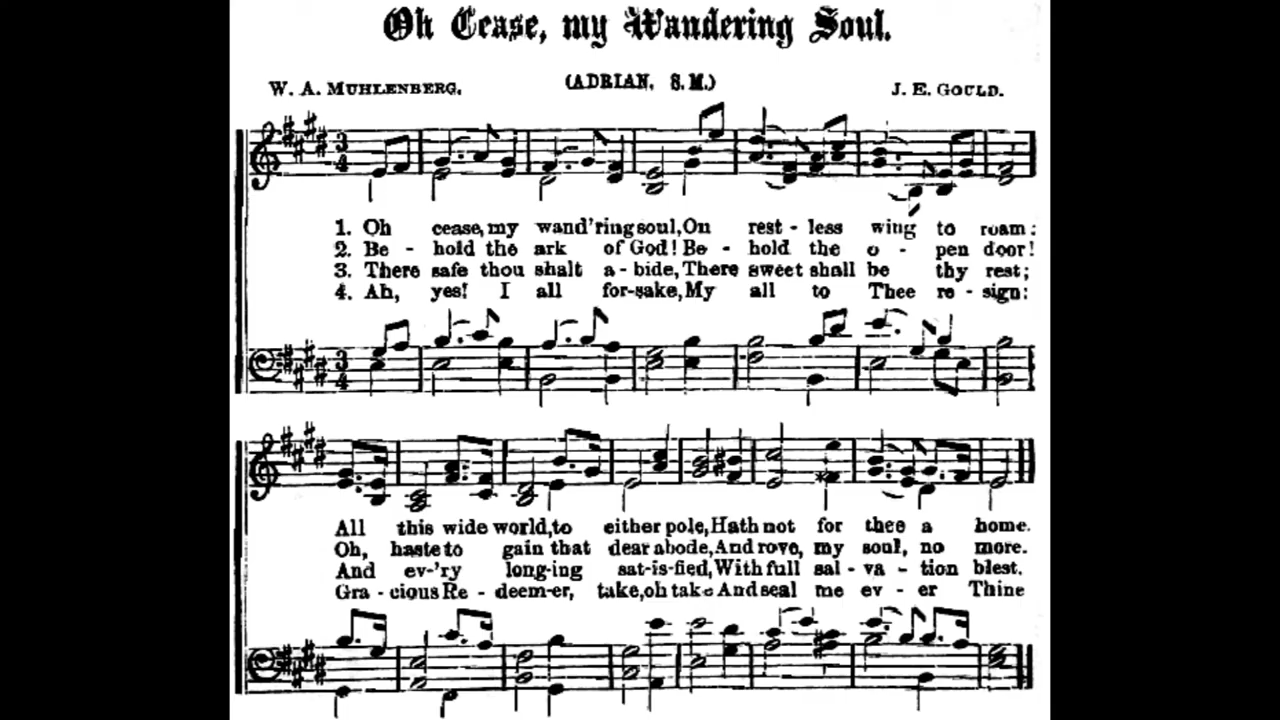 Oh Cease, my Wandering Soul.
W. A. MUHLENBERG. (ADRIAN, S. M.) J. E. GOULD.
3
4
1. Oh cease, my wand'ring soul, On rest - less wing to roam:
2. Be - hold the ark of God! Be - hold the o - pen door!
3. There safe thou shalt a - bide, There sweet shall be thy rest;
4. Ah, yes! I all for-sake, My all to Thee re - sign:
3
4
All this wide world, to either pole, Hath not for thee a home.
Oh, haste to gain that dear abode, And rove, my soul, no more.
And ev-'ry long-ing sat-is-fied, With full sal - va - tion blest.
Gra - cious Re - deem-er, take, oh take And seal me ev - er Thine